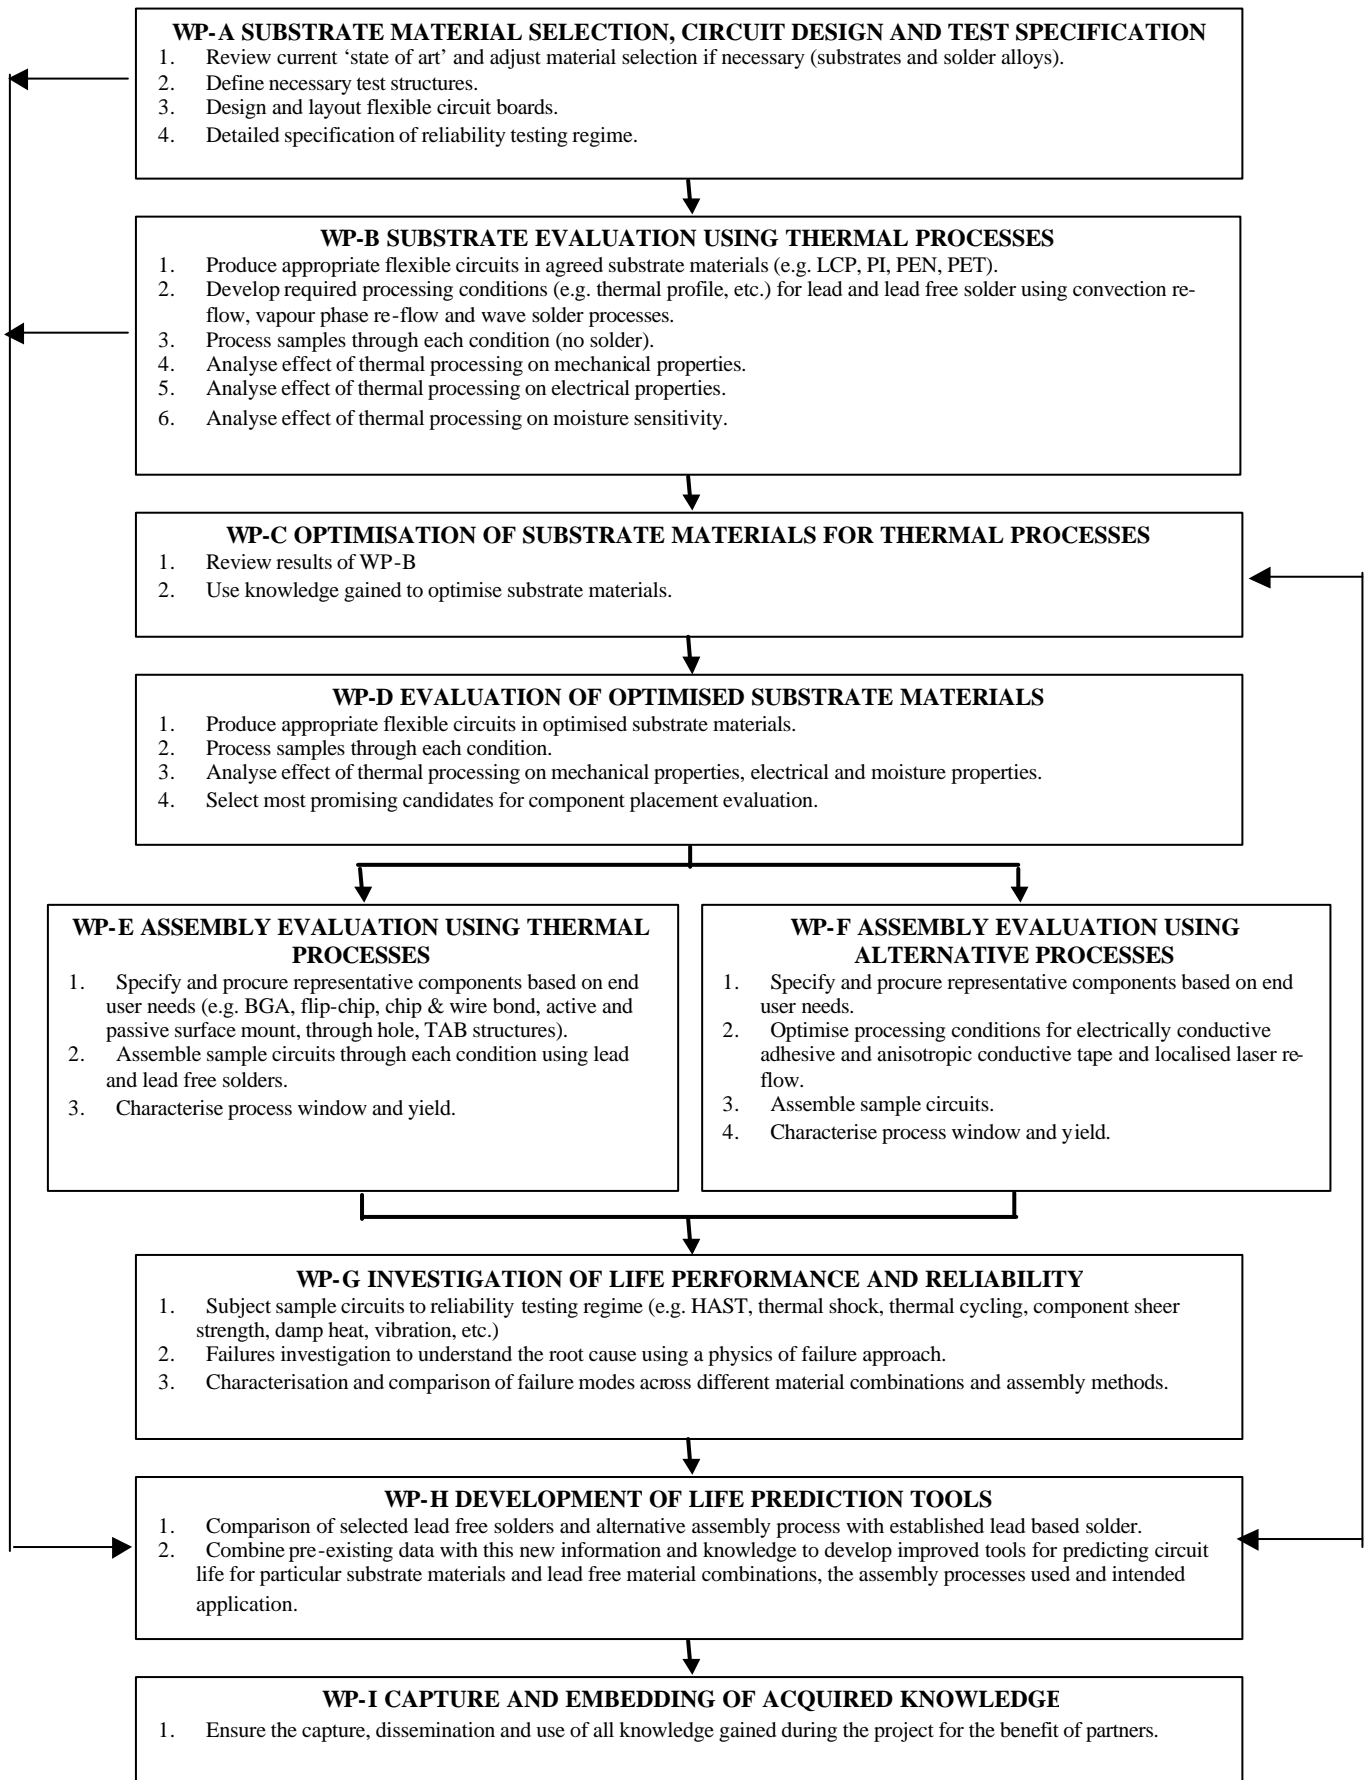 WP-A SUBSTRATE MATERIAL SELECTION, CIRCUIT DESIGN AND TEST SPECIFICATION
1. Review current ‘state of art’ and adjust material selection if necessary (substrates and solder alloys).
2. Define necessary test structures.
3. Design and layout flexible circuit boards.
4. Detailed specification of reliability testing regime.
WP-B SUBSTRATE EVALUATION USING THERMAL PROCESSES
1. Produce appropriate flexible circuits in agreed substrate materials (e.g. LCP, PI, PEN, PET).
2. Develop required processing conditions (e.g. thermal profile, etc.) for lead and lead free solder using convection re-
flow, vapour phase re-flow and wave solder processes.
3. Process samples through each condition (no solder).
4. Analyse effect of thermal processing on mechanical properties.
5. Analyse effect of thermal processing on electrical properties.
6. Analyse effect of thermal processing on moisture sensitivity.
WP-C OPTIMISATION OF SUBSTRATE MATERIALS FOR THERMAL PROCESSES
1. Review results of WP-B
2. Use knowledge gained to optimise substrate materials.
WP-D EVALUATION OF OPTIMISED SUBSTRATE MATERIALS
1. Produce appropriate flexible circuits in optimised substrate materials.
2. Process samples through each condition.
3. Analyse effect of thermal processing on mechanical properties, electrical and moisture properties.
4. Select most promising candidates for component placement evaluation.
WP-E ASSEMBLY EVALUATION USING THERMAL
PROCESSES
1. Specify and procure representative components based on end
user needs (e.g. BGA, flip-chip, chip & wire bond, active and
passive surface mount, through hole, TAB structures).
2. Assemble sample circuits through each condition using lead
and lead free solders.
3. Characterise process window and yield.
WP-F ASSEMBLY EVALUATION USING
ALTERNATIVE PROCESSES
1. Specify and procure representative components based on end
user needs.
2. Optimise processing conditions for electrically conductive
adhesive and anisotropic conductive tape and localised laser re-
flow.
3. Assemble sample circuits.
4. Characterise process window and yield.
WP-G INVESTIGATION OF LIFE PERFORMANCE AND RELIABILITY
1. Subject sample circuits to reliability testing regime (e.g. HAST, thermal shock, thermal cycling, component sheer
strength, damp heat, vibration, etc.)
2. Failures investigation to understand the root cause using a physics of failure approach.
3. Characterisation and comparison of failure modes across different material combinations and assembly methods.
WP-H DEVELOPMENT OF LIFE PREDICTION TOOLS
1. Comparison of selected lead free solders and alternative assembly process with established lead based solder.
2. Combine pre-existing data with this new information and knowledge to develop improved tools for predicting circuit
life for particular substrate materials and lead free material combinations, the assembly processes used and intended
application.
WP-I CAPTURE AND EMBEDDING OF ACQUIRED KNOWLEDGE
1. Ensure the capture, dissemination and use of all knowledge gained during the project for the benefit of partners.